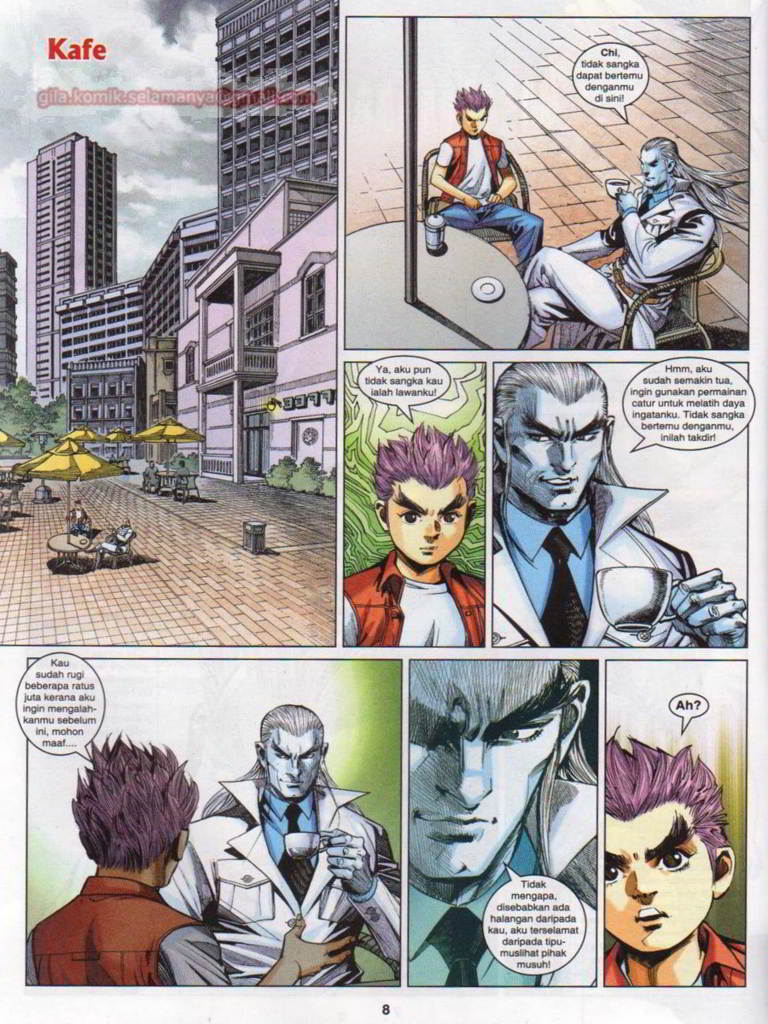 Kafe
gila.komik.selamanya@gmail.com
Chi,
tidak sangka
dapat bertemu
denganmu
di sini!
Ya, aku pun
tidak sangka kau
ialah lawanku!
Hmm, aku
sudah semakin tua,
ingin gunakan permainan
catur untuk melatih daya
ingatanku. Tidak sangka
bertemu denganmu,
inilah takdir!
Kau
sudah rugi
beberapa ratus
juta kerana aku
ingin mengalah-
kanmu sebelum
ini, mohon
maaf....
Tidak
mengapa,
disebabkan ada
halangan daripada
kau, aku terselamat
daripada tipu-
muslihat pihak
musuh!
Ah?
8